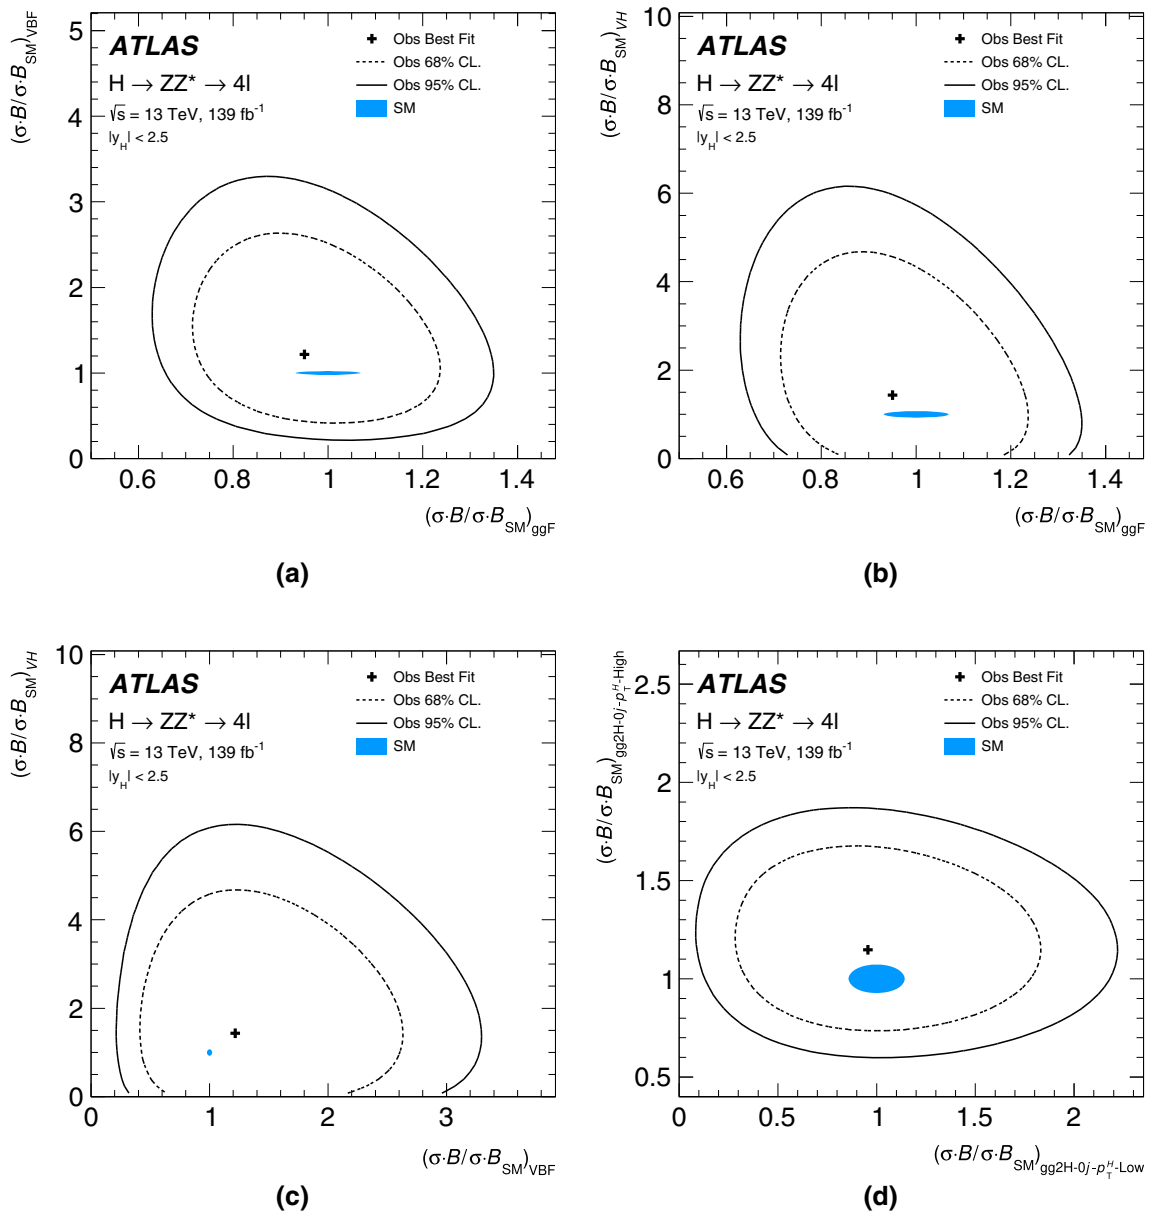 (σ·B/σ·B_SM)_VBF
ATLAS
H → ZZ* → 4l
√s = 13 TeV, 139 fb⁻¹
|y_H| < 2.5
Obs Best Fit
Obs 68% CL.
Obs 95% CL.
SM
5
4
3
2
1
0
0.6 0.8 1 1.2 1.4
(σ·B/σ·B_SM)_ggF
(a)
(σ·B/σ·B_SM)_VH
ATLAS
H → ZZ* → 4l
√s = 13 TeV, 139 fb⁻¹
|y_H| < 2.5
Obs Best Fit
Obs 68% CL.
Obs 95% CL.
SM
10
8
6
4
2
0
0.6 0.8 1 1.2 1.4
(σ·B/σ·B_SM)_ggF
(b)
(σ·B/σ·B_SM)_VH
ATLAS
H → ZZ* → 4l
√s = 13 TeV, 139 fb⁻¹
|y_H| < 2.5
Obs Best Fit
Obs 68% CL.
Obs 95% CL.
SM
10
8
6
4
2
0
0 1 2 3
(σ·B/σ·B_SM)_VBF
(c)
(σ·B/σ·B_SM)_gg2H-0j-p_T^H-High
ATLAS
H → ZZ* → 4l
√s = 13 TeV, 139 fb⁻¹
|y_H| < 2.5
Obs Best Fit
Obs 68% CL.
Obs 95% CL.
SM
2.5
2
1.5
1
0.5
0 0.5 1 1.5 2
(σ·B/σ·B_SM)_gg2H-0j-p_T^H-Low
(d)